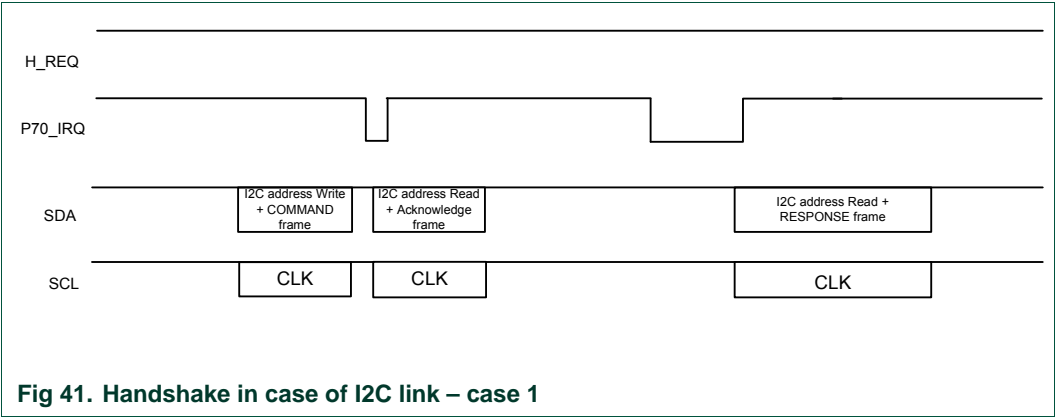 H_REQ
P70_IRQ
SDA
I2C address Write
+ COMMAND
frame
I2C address Read
+ Acknowledge
frame
I2C address Read +
RESPONSE frame
SCL
CLK
CLK
CLK
Fig 41. Handshake in case of I2C link – case 1